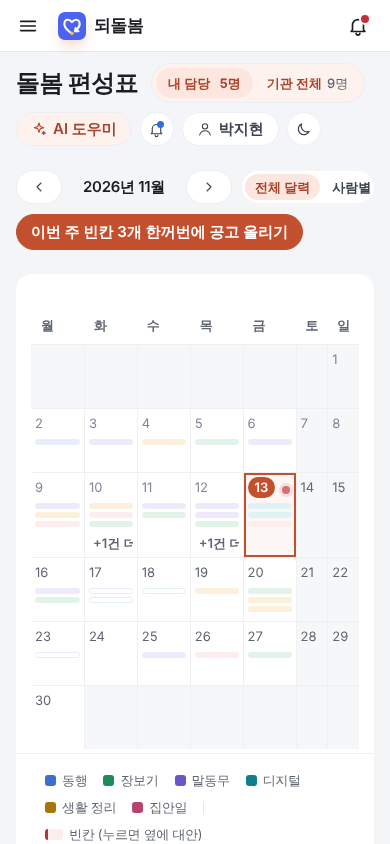 되돌봄
돌봄 편성표
내 담당 5명 기관 전체 9명
AI 도우미 박지현
2026년 11월 전체 달력 사람별
이번 주 빈칸 3개 한꺼번에 공고 올리기
월 화 수 목 금 토 일
1
2 3 4 5 6 7 8
9 10 11 12 13 14 15
+1건 +1건
16 17 18 19 20 21 22
23 24 25 26 27 28 29
30
동행 장보기 말동무 디지털
생활 정리 집안일
빈칸 (누르면 옆에 대안)